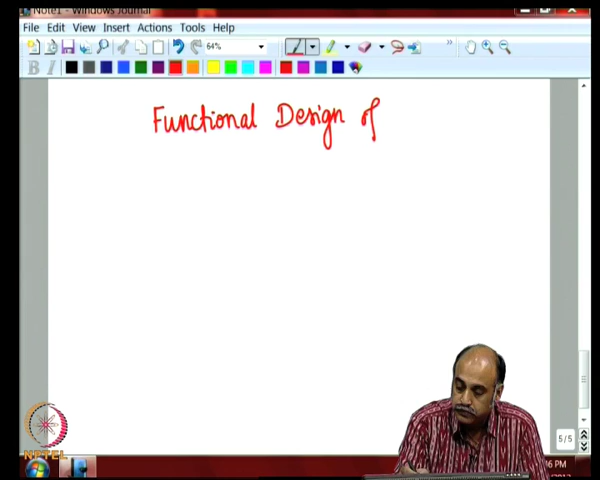 Note1 - Windows Journal
File Edit View Insert Actions Tools Help
64%
B I
Functional Design of
5/5
NPTEL